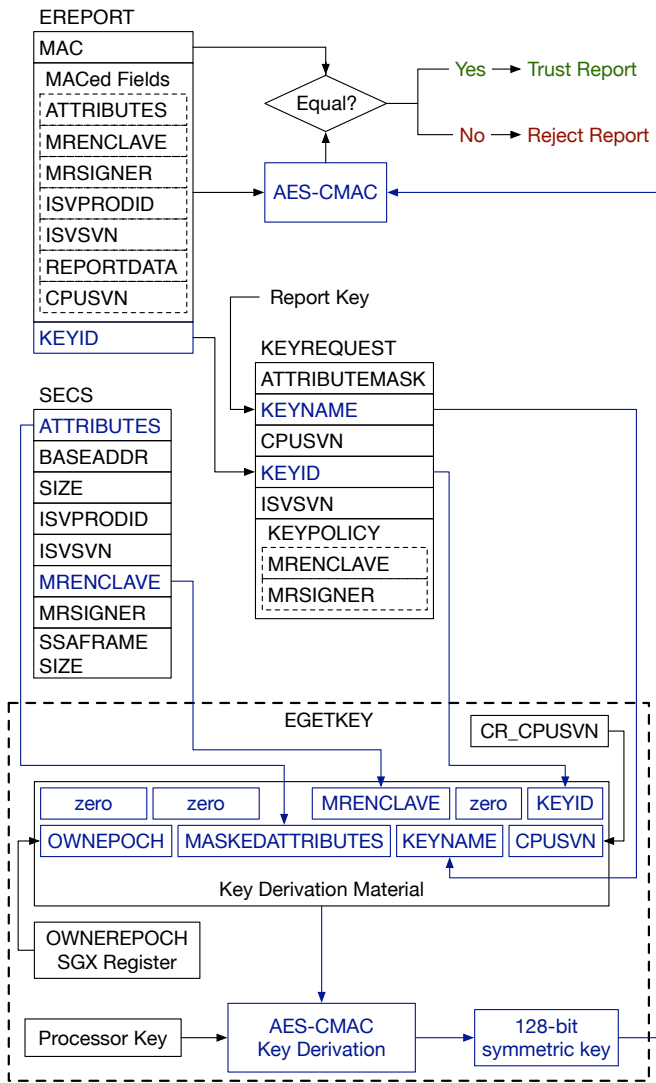 EREPORT
MAC
MACed Fields
ATTRIBUTES
MRENCLAVE
MRSIGNER
ISVPRODID
ISVSVN
REPORTDATA
CPUSVN
KEYID
Equal?
Yes
Trust Report
No
Reject Report
AES-CMAC
Report Key
KEYREQUEST
ATTRIBUTEMASK
KEYNAME
CPUSVN
KEYID
ISVSVN
KEYPOLICY
MRENCLAVE
MRSIGNER
SECS
ATTRIBUTES
BASEADDR
SIZE
ISVPRODID
ISVSVN
MRENCLAVE
MRSIGNER
SSAFRAME
SIZE
EGETKEY
CR_CPUSVN
zero
zero
MRENCLAVE
zero
KEYID
OWNEPOCH
MASKEDATTRIBUTES
KEYNAME
CPUSVN
Key Derivation Material
OWNEREPOCH
SGX Register
Processor Key
AES-CMAC
Key Derivation
128-bit
symmetric key